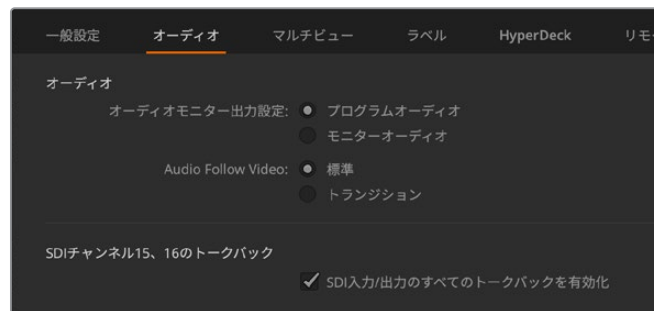 一般設定 オーディオ マルチビュー ラベル HyperDeck リモ
オーディオ
オーディオモニター出力設定: プログラムオーディオ
モニターオーディオ
Audio Follow Video: 標準
トランジション
SDIチャンネル15、16のトークバック
SDI入力/出力のすべてのトークバックを有効化